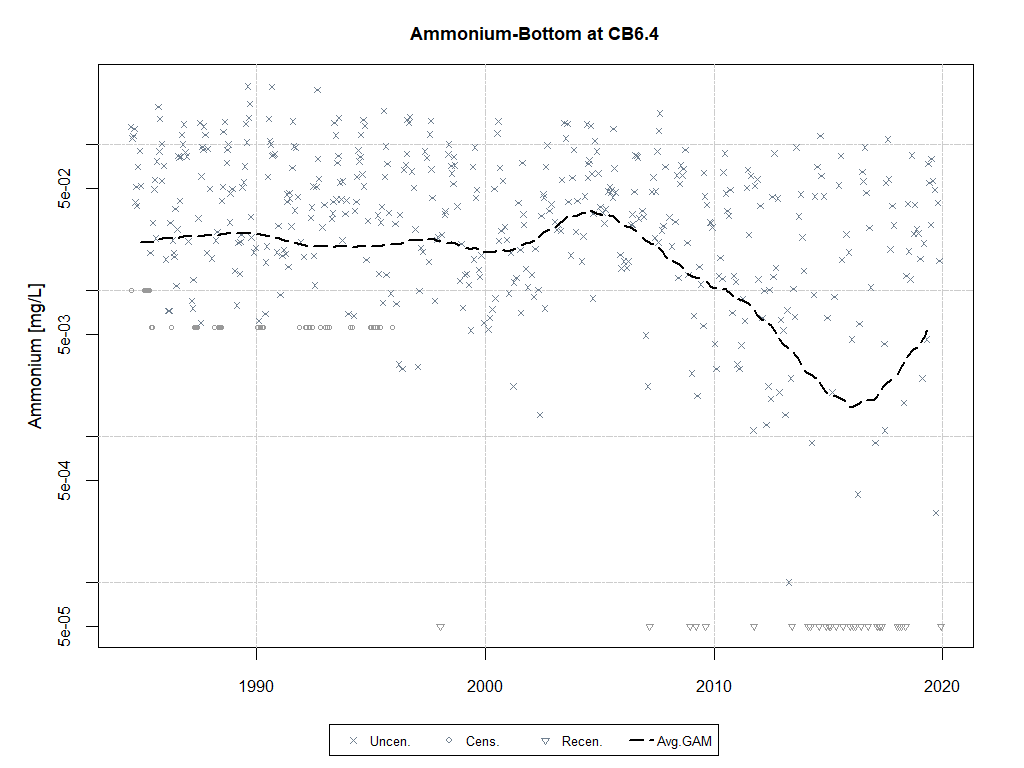 Ammonium-Bottom at CB6.4
Ammonium [mg/L]
5e-02
5e-03
5e-04
5e-05
1990
2000
2010
2020
Uncen.
Cens.
Recen.
Avg.GAM